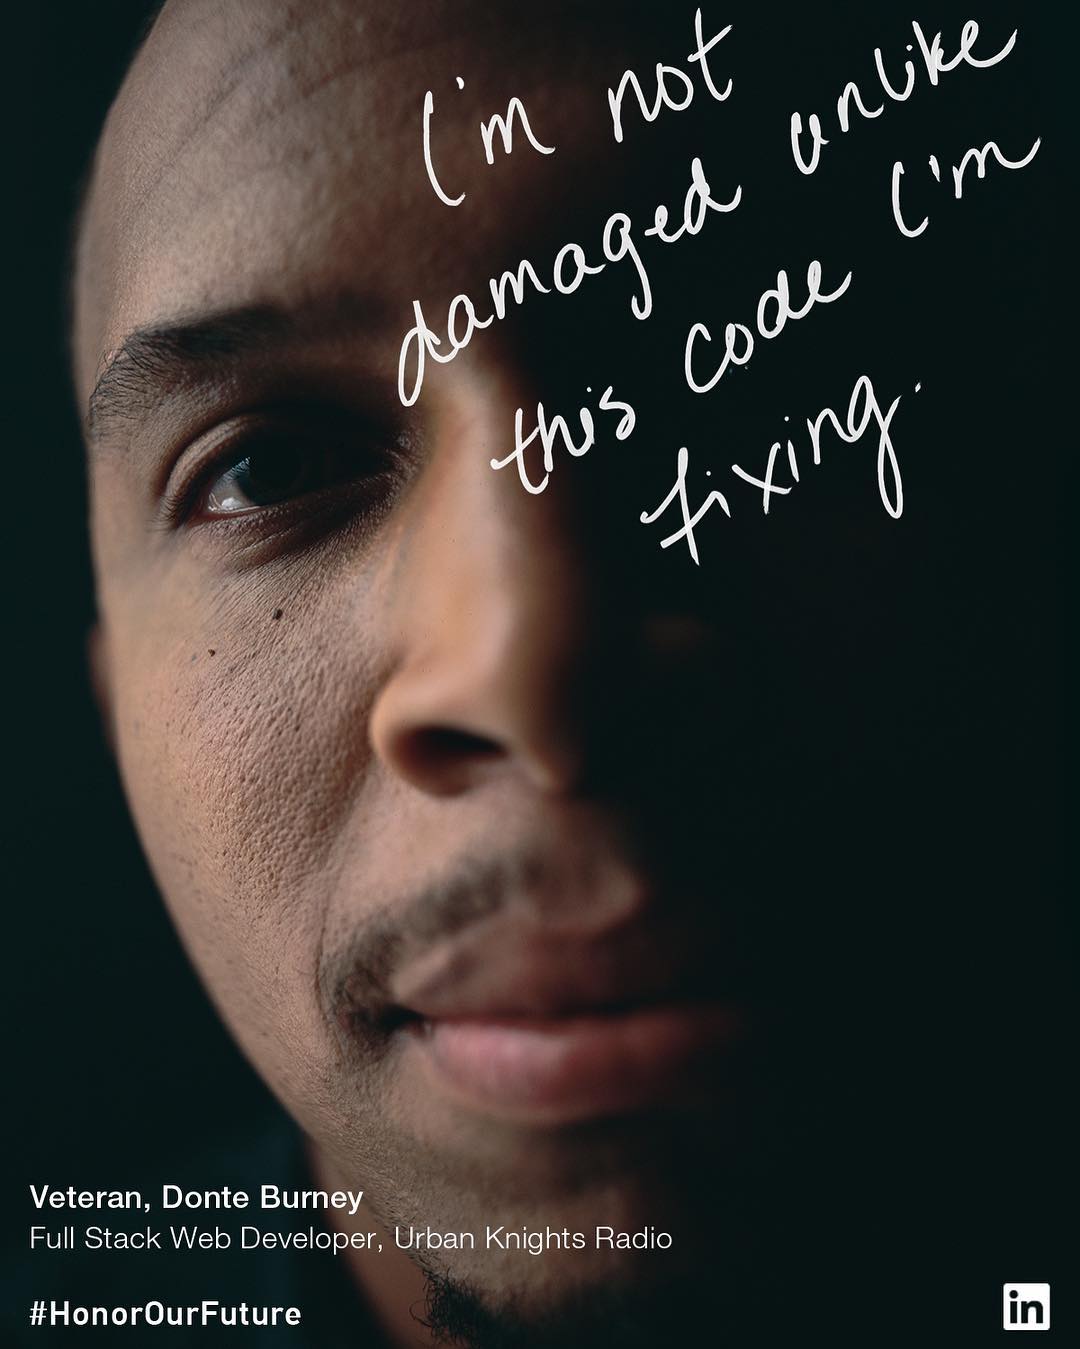 I'm not
damaged unlike
this code I'm
fixing.
Veteran, Donte Burney
Full Stack Web Developer, Urban Knights Radio
#HonorOurFuture
in